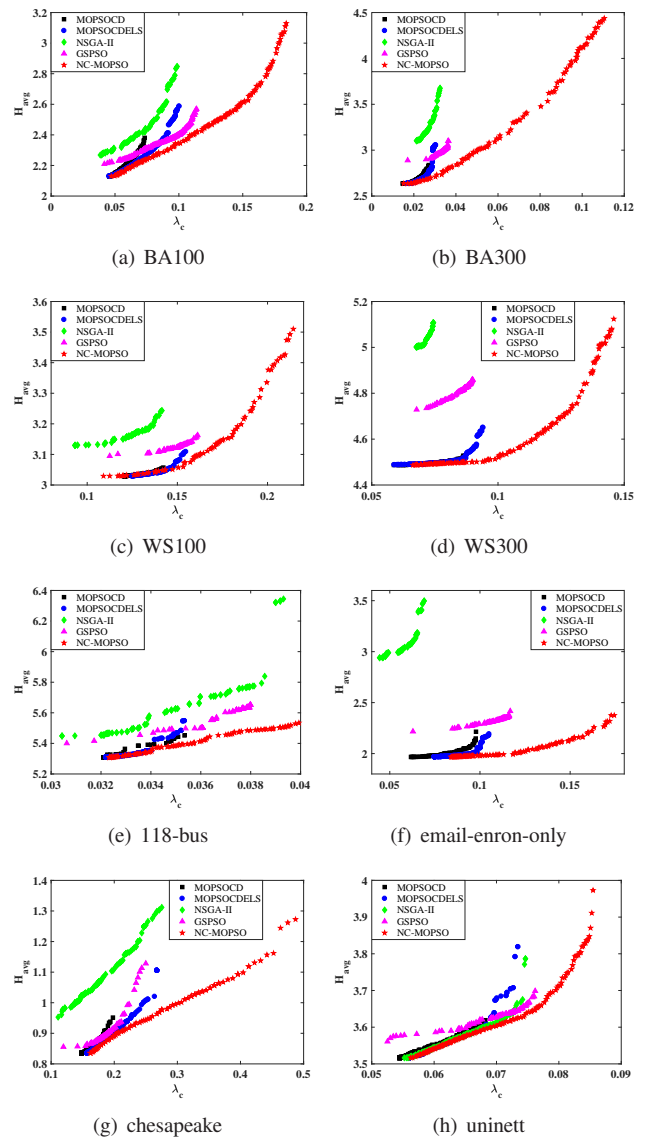 3.2
3
2.8
2.6
2.4
2.2
2
H_avg
0 0.05 0.1 0.15 0.2
λ_c
MOPSOCD
MOPSOCDELS
NSGA-II
GSPSO
NC-MOPSO
(a) BA100
4.5
4
3.5
3
2.5
H_avg
0 0.02 0.04 0.06 0.08 0.1 0.12
λ_c
MOPSOCD
MOPSOCDELS
NSGA-II
GSPSO
NC-MOPSO
(b) BA300
3.6
3.5
3.4
3.3
3.2
3.1
3
H_avg
0.1 0.15 0.2
λ_c
MOPSOCD
MOPSOCDELS
NSGA-II
GSPSO
NC-MOPSO
(c) WS100
5.2
5
4.8
4.6
4.4
H_avg
0.05 0.1 0.15
λ_c
MOPSOCD
MOPSOCDELS
NSGA-II
GSPSO
NC-MOPSO
(d) WS300
6.4
6.2
6
5.8
5.6
5.4
5.2
H_avg
0.03 0.032 0.034 0.036 0.038 0.04
λ_c
MOPSOCD
MOPSOCDELS
NSGA-II
GSPSO
NC-MOPSO
(e) 118-bus
3.5
3
2.5
2
H_avg
0.05 0.1 0.15
λ_c
MOPSOCD
MOPSOCDELS
NSGA-II
GSPSO
NC-MOPSO
(f) email-enron-only
1.4
1.3
1.2
1.1
1
0.9
0.8
H_avg
0.1 0.2 0.3 0.4 0.5
λ_c
MOPSOCD
MOPSOCDELS
NSGA-II
GSPSO
NC-MOPSO
(g) chesapeake
4
3.9
3.8
3.7
3.6
3.5
H_avg
0.05 0.06 0.07 0.08 0.09
λ_c
MOPSOCD
MOPSOCDELS
NSGA-II
GSPSO
NC-MOPSO
(h) uninett